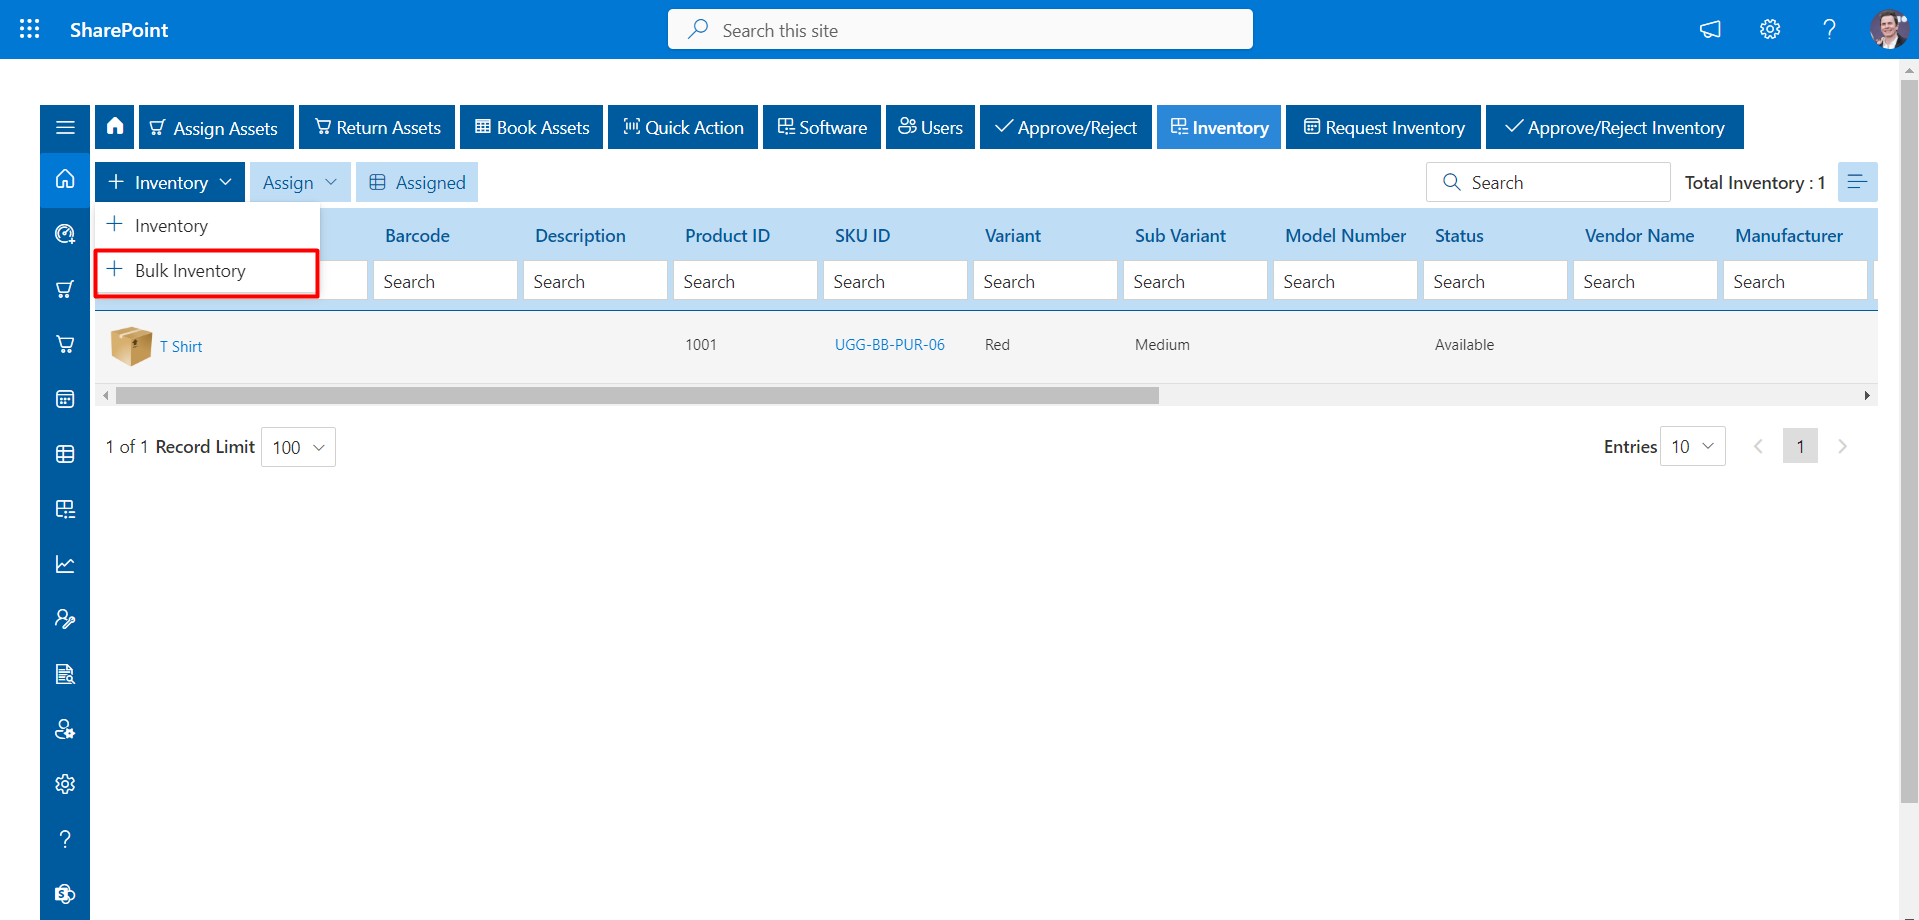 SharePoint
Search this site
Assign Assets
Return Assets
Book Assets
Quick Action
Software
Users
Approve/Reject
Inventory
Request Inventory
Approve/Reject Inventory
Inventory
Assign
Assigned
Search
Total Inventory : 1
Inventory
Bulk Inventory
Barcode Description Product ID SKU ID Variant Sub Variant Model Number Status Vendor Name Manufacturer
Search Search Search Search Search Search Search Search Search Search
T Shirt 1001 UGG-BB-PUR-06 Red Medium Available
1 of 1 Record Limit 100
Entries 10 1